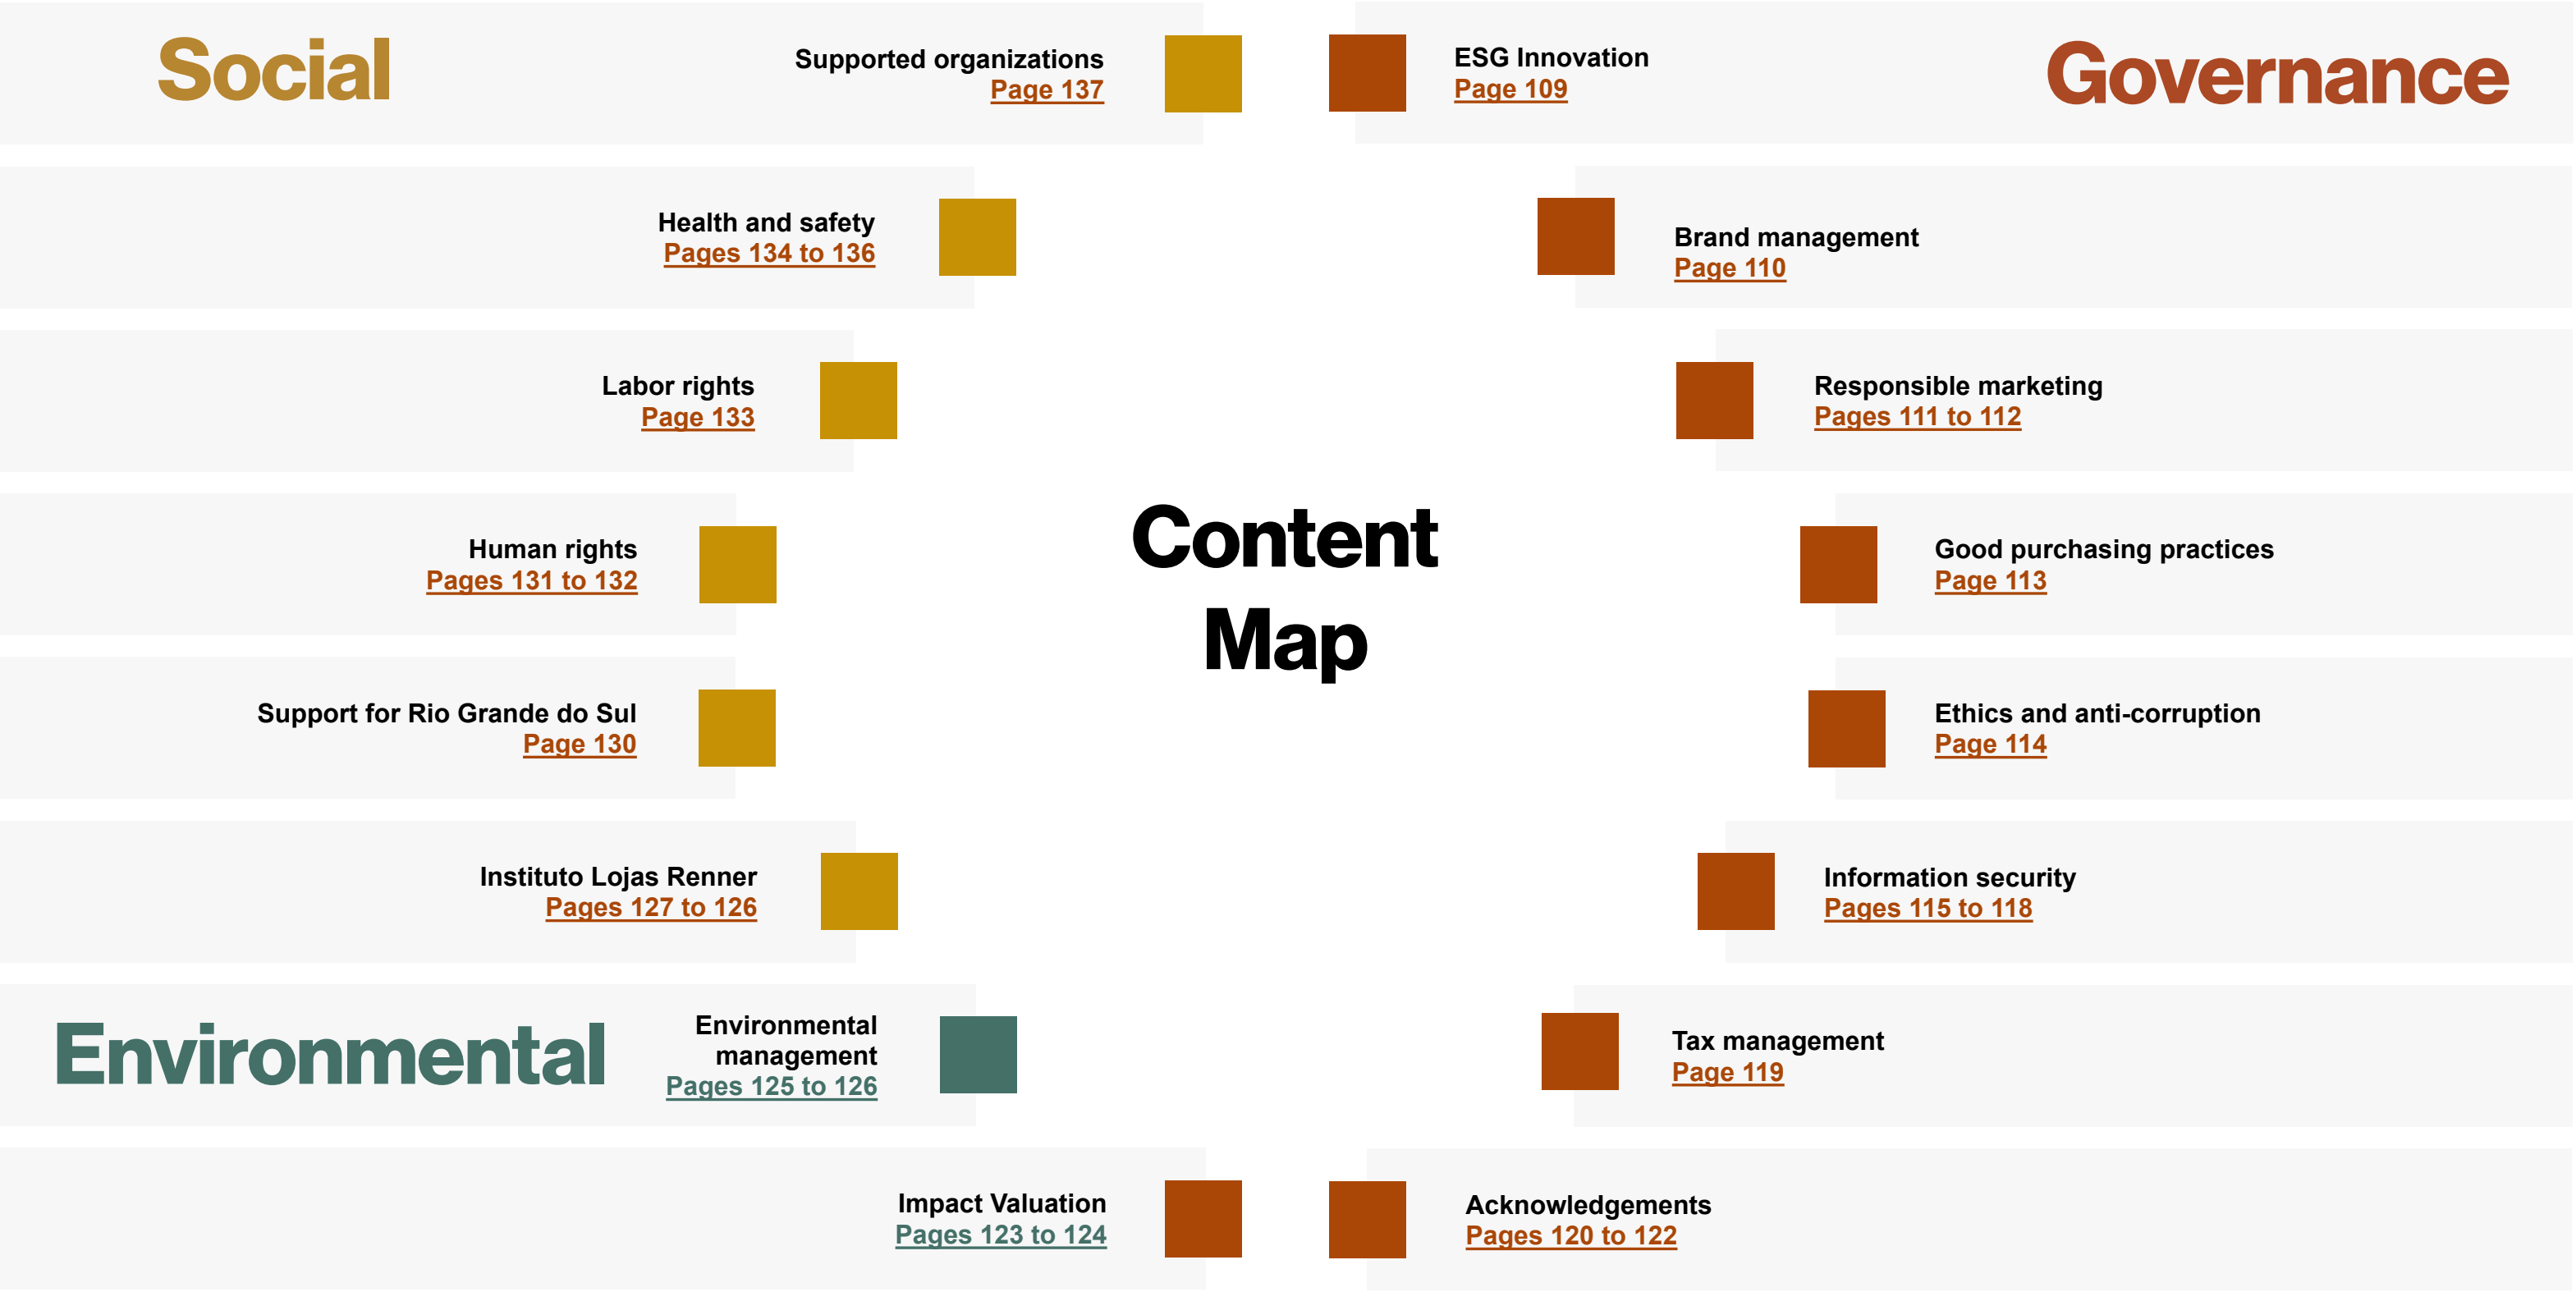 Social
Supported organizations
Page 137
Health and safety
Pages 134 to 136
Labor rights
Page 133
Human rights
Pages 131 to 132
Support for Rio Grande do Sul
Page 130
Instituto Lojas Renner
Pages 127 to 126
Environmental
Environmental
management
Pages 125 to 126
Impact Valuation
Pages 123 to 124
Content
Map
Governance
ESG Innovation
Page 109
Brand management
Page 110
Responsible marketing
Pages 111 to 112
Good purchasing practices
Page 113
Ethics and anti-corruption
Page 114
Information security
Pages 115 to 118
Tax management
Page 119
Acknowledgements
Pages 120 to 122